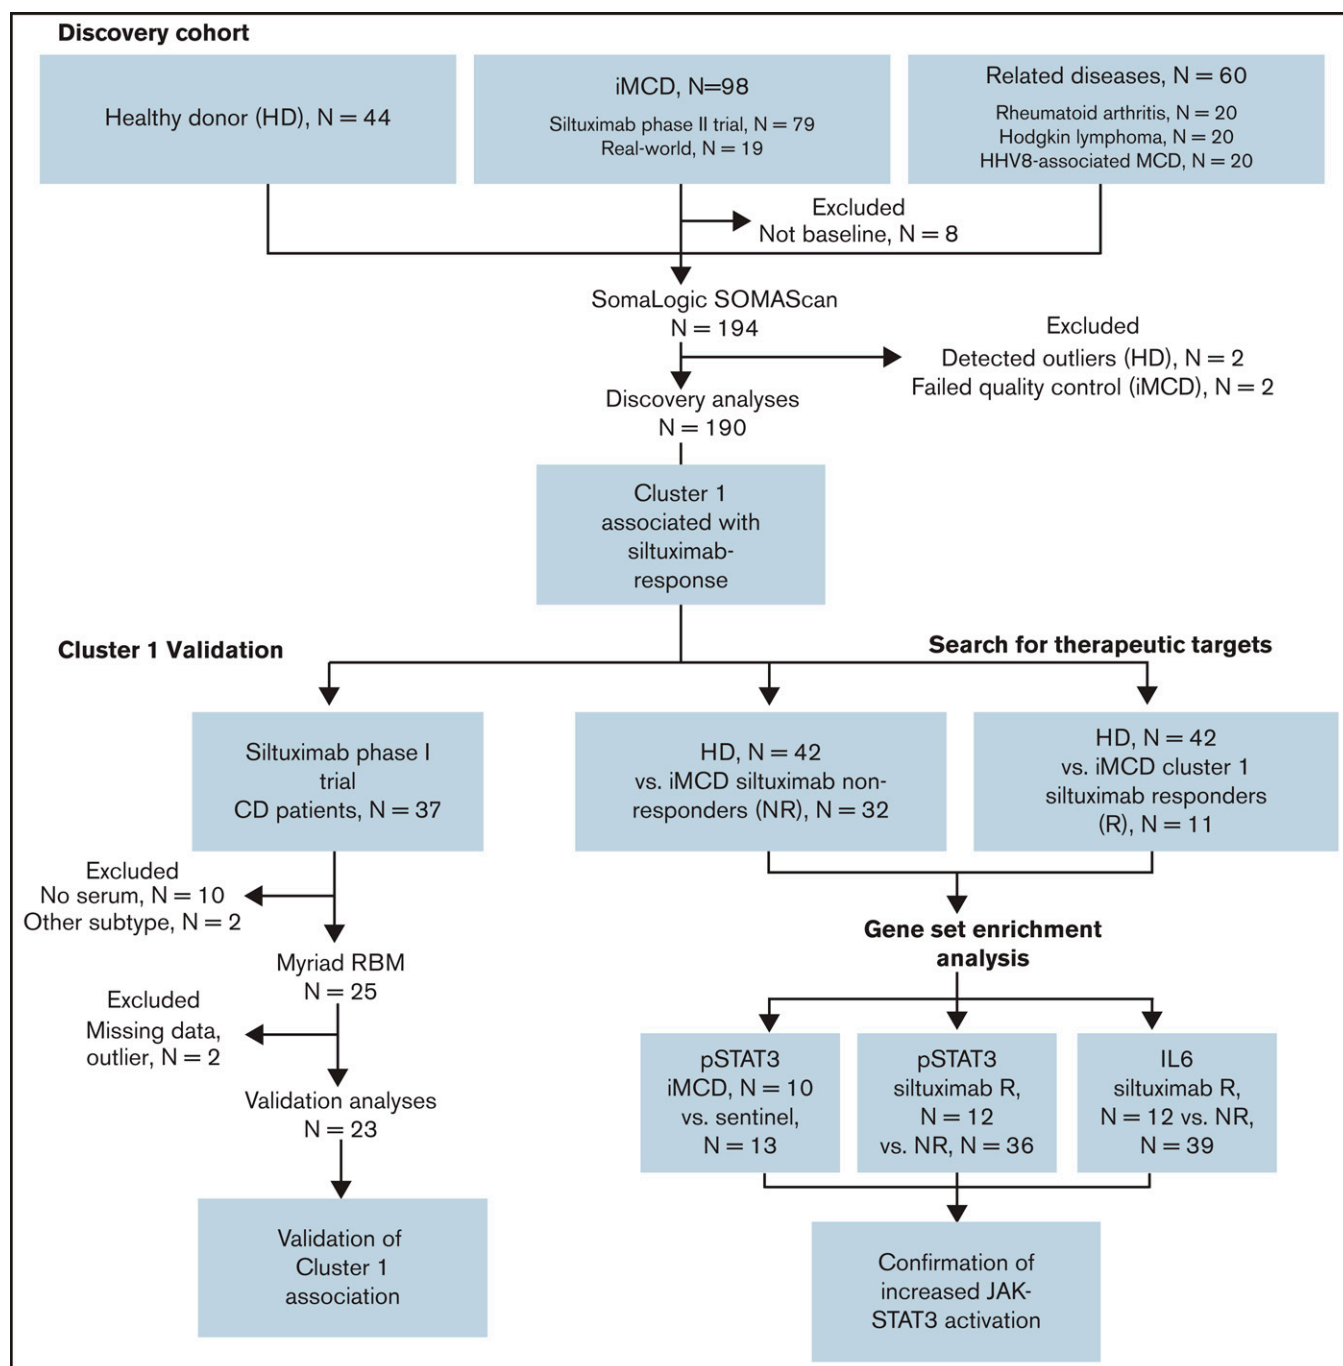 Discovery cohort
Healthy donor (HD), N = 44
iMCD, N=98
Siltuximab phase II trial, N = 79
Real-world, N = 19
Related diseases, N = 60
Rheumatoid arthritis, N = 20
Hodgkin lymphoma, N = 20
HHV8-associated MCD, N = 20
Excluded
Not baseline, N = 8
SomaLogic SOMAScan
N = 194
Excluded
Detected outliers (HD), N = 2
Failed quality control (iMCD), N = 2
Discovery analyses
N = 190
Cluster 1
associated with
siltuximab-
response
Cluster 1 Validation
Search for therapeutic targets
Siltuximab phase I
trial
CD patients, N = 37
HD, N = 42
vs. iMCD siltuximab non-
responders (NR), N = 32
HD, N = 42
vs. iMCD cluster 1
siltuximab responders
(R), N = 11
Excluded
No serum, N = 10
Other subtype, N = 2
Myriad RBM
N = 25
Excluded
Missing data,
outlier, N = 2
Validation analyses
N = 23
Validation of
Cluster 1
association
Gene set enrichment
analysis
pSTAT3
iMCD, N = 10
vs. sentinel,
N = 13
pSTAT3
siltuximab R,
N = 12
vs. NR, N = 36
IL6
siltuximab R,
N = 12 vs. NR,
N = 39
Confirmation of
increased JAK-
STAT3 activation